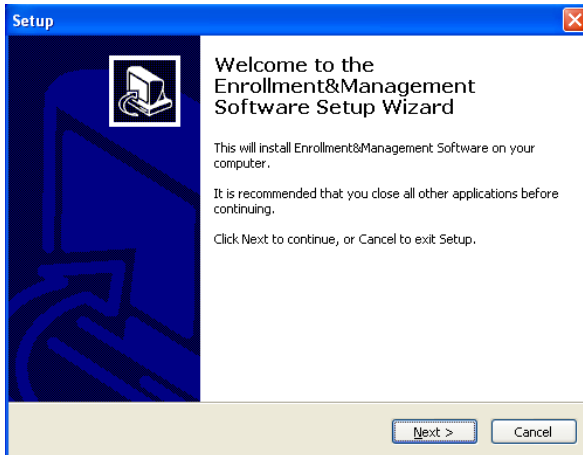 Setup
Welcome to the
Enrollment&Management
Software Setup Wizard
This will install Enrollment&Management Software on your
computer.
It is recommended that you close all other applications before
continuing.
Click Next to continue, or Cancel to exit Setup.
Next >
Cancel